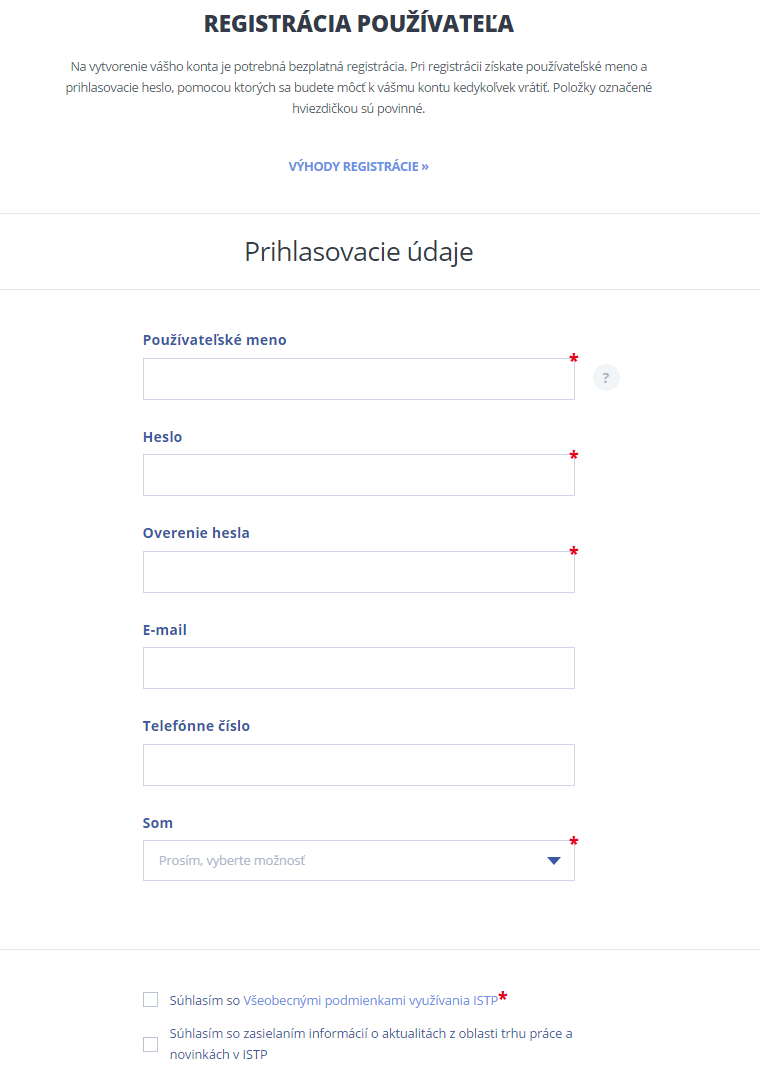 REGISTRÁCIA POUŽÍVATEĽA
Na vytvorenie vášho konta je potrebná bezplatná registrácia. Pri registrácii získate používateľské meno a
prihlasovacie heslo, pomocou ktorých sa budete môcť k vášmu kontu kedykoľvek vrátiť. Položky označené
hviezdičkou sú povinné.
VÝHODY REGISTRÁCIE »
Prihlasovacie údaje
Používateľské meno
*
?
Heslo
*
Overenie hesla
*
E-mail
Telefónne číslo
Som
*
Prosím, vyberte možnosť
Súhlasím so Všeobecnými podmienkami využívania ISTP*
Súhlasím so zasielaním informácií o aktualitách z oblasti trhu práce a
novinkách v ISTP